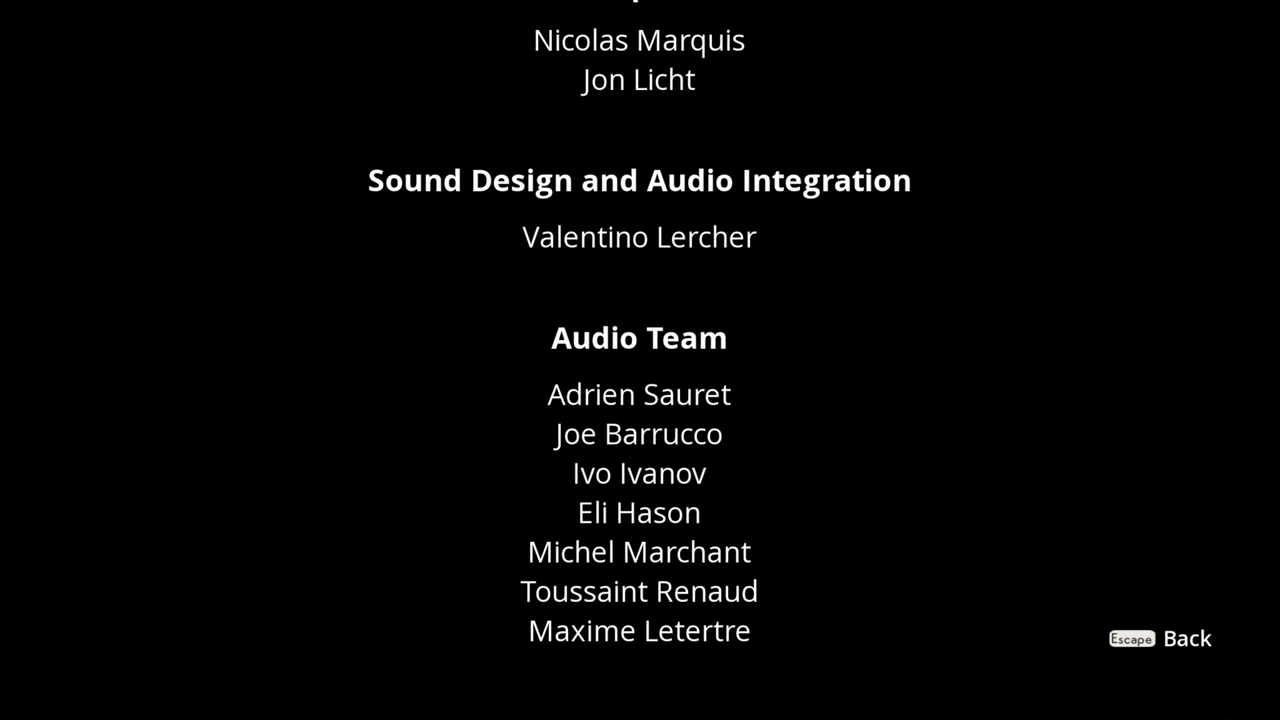 Nicolas Marquis
Jon Licht
Sound Design and Audio Integration
Valentino Lercher
Audio Team
Adrien Sauret
Joe Barrucco
Ivo Ivanov
Eli Hason
Michel Marchant
Toussaint Renaud
Maxime Letertre
Escape Back